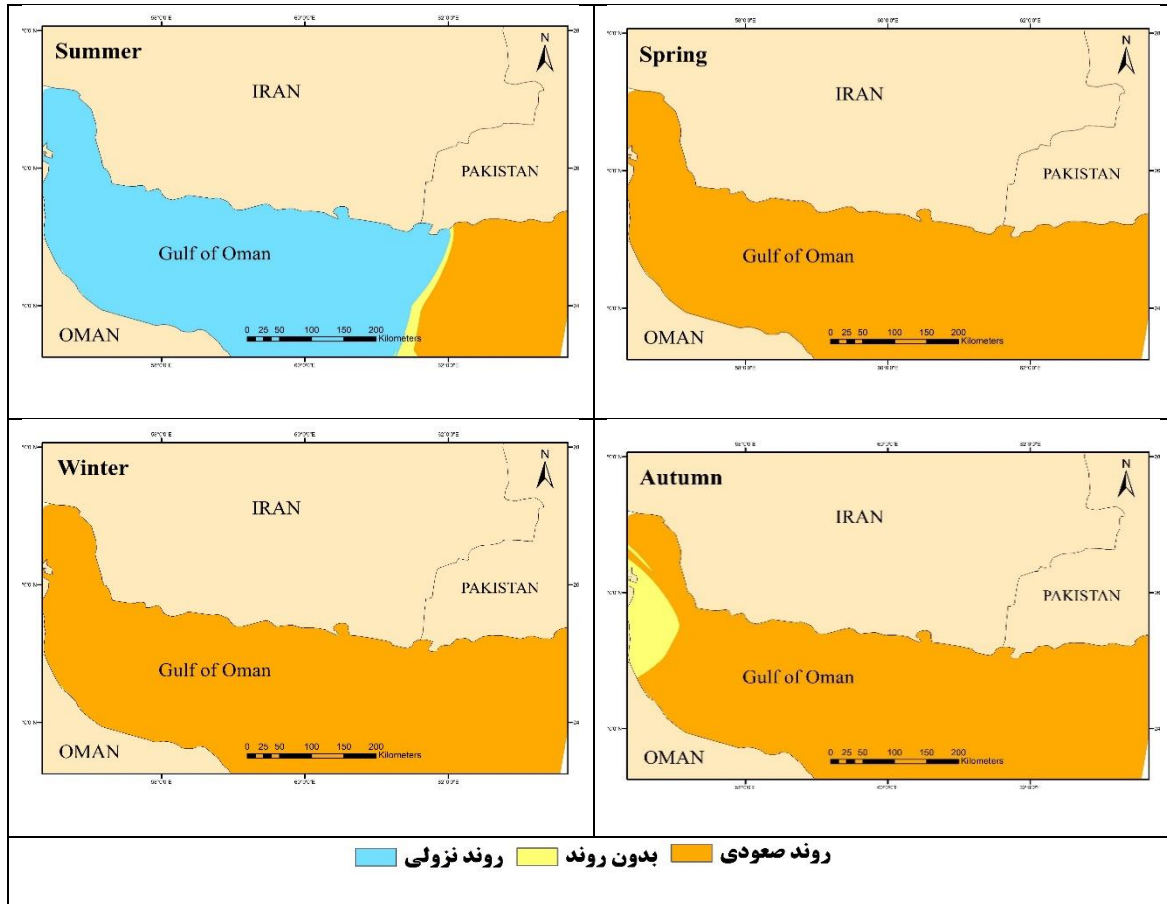 Summer
N
IRAN
PAKISTAN
Gulf of Oman
OMAN
0 25 50 100 150 200
Kilometers
Spring
N
IRAN
PAKISTAN
Gulf of Oman
OMAN
0 25 50 100 150 200
Kilometers
Winter
N
IRAN
PAKISTAN
Gulf of Oman
OMAN
0 25 50 100 150 200
Kilometers
Autumn
N
IRAN
PAKISTAN
Gulf of Oman
OMAN
0 25 50 100 150 200
Kilometers
روند صعودی بدون روند روند نزولی